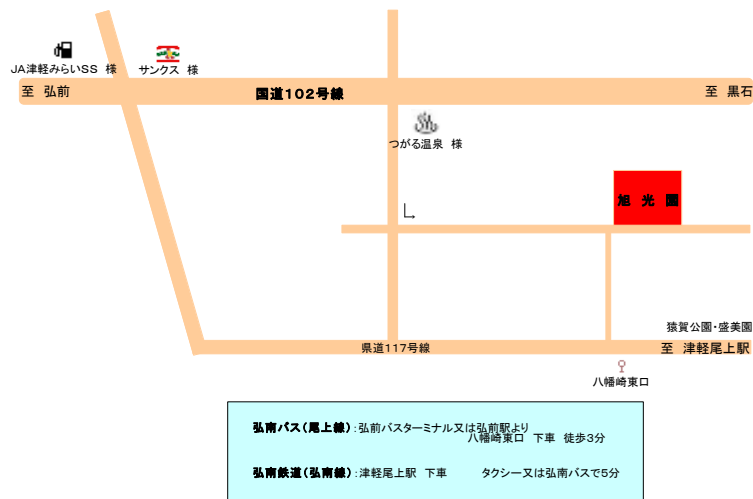 JA津軽みらいSS 様
サンクス 様
至 弘前
国道102号線
至 黒石
つがる温泉 様
旭 光 園
猿賀公園・盛美園
県道117号線
至 津軽尾上駅
八幡崎東口
弘南バス(尾上線):弘前バスターミナル又は弘前駅より
八幡崎東口 下車 徒歩3分
弘南鉄道(弘南線):津軽尾上駅 下車 タクシー又は弘南バスで5分